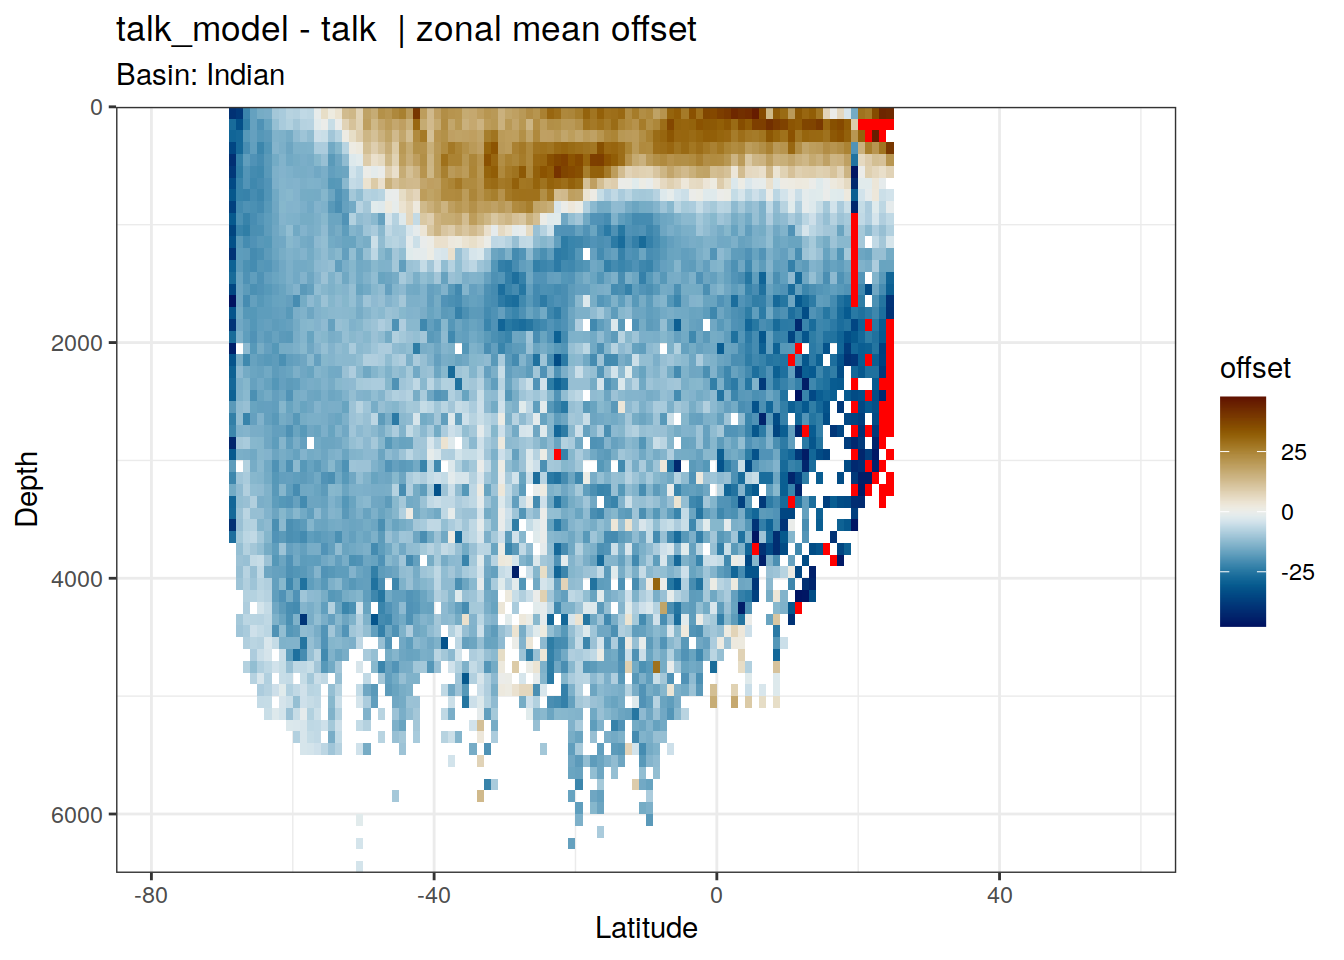 talk_model - talk  | zonal mean offset
Basin: Indian
0
2000
4000
6000
Depth
-80
-40
0
40
Latitude
offset
25
0
-25